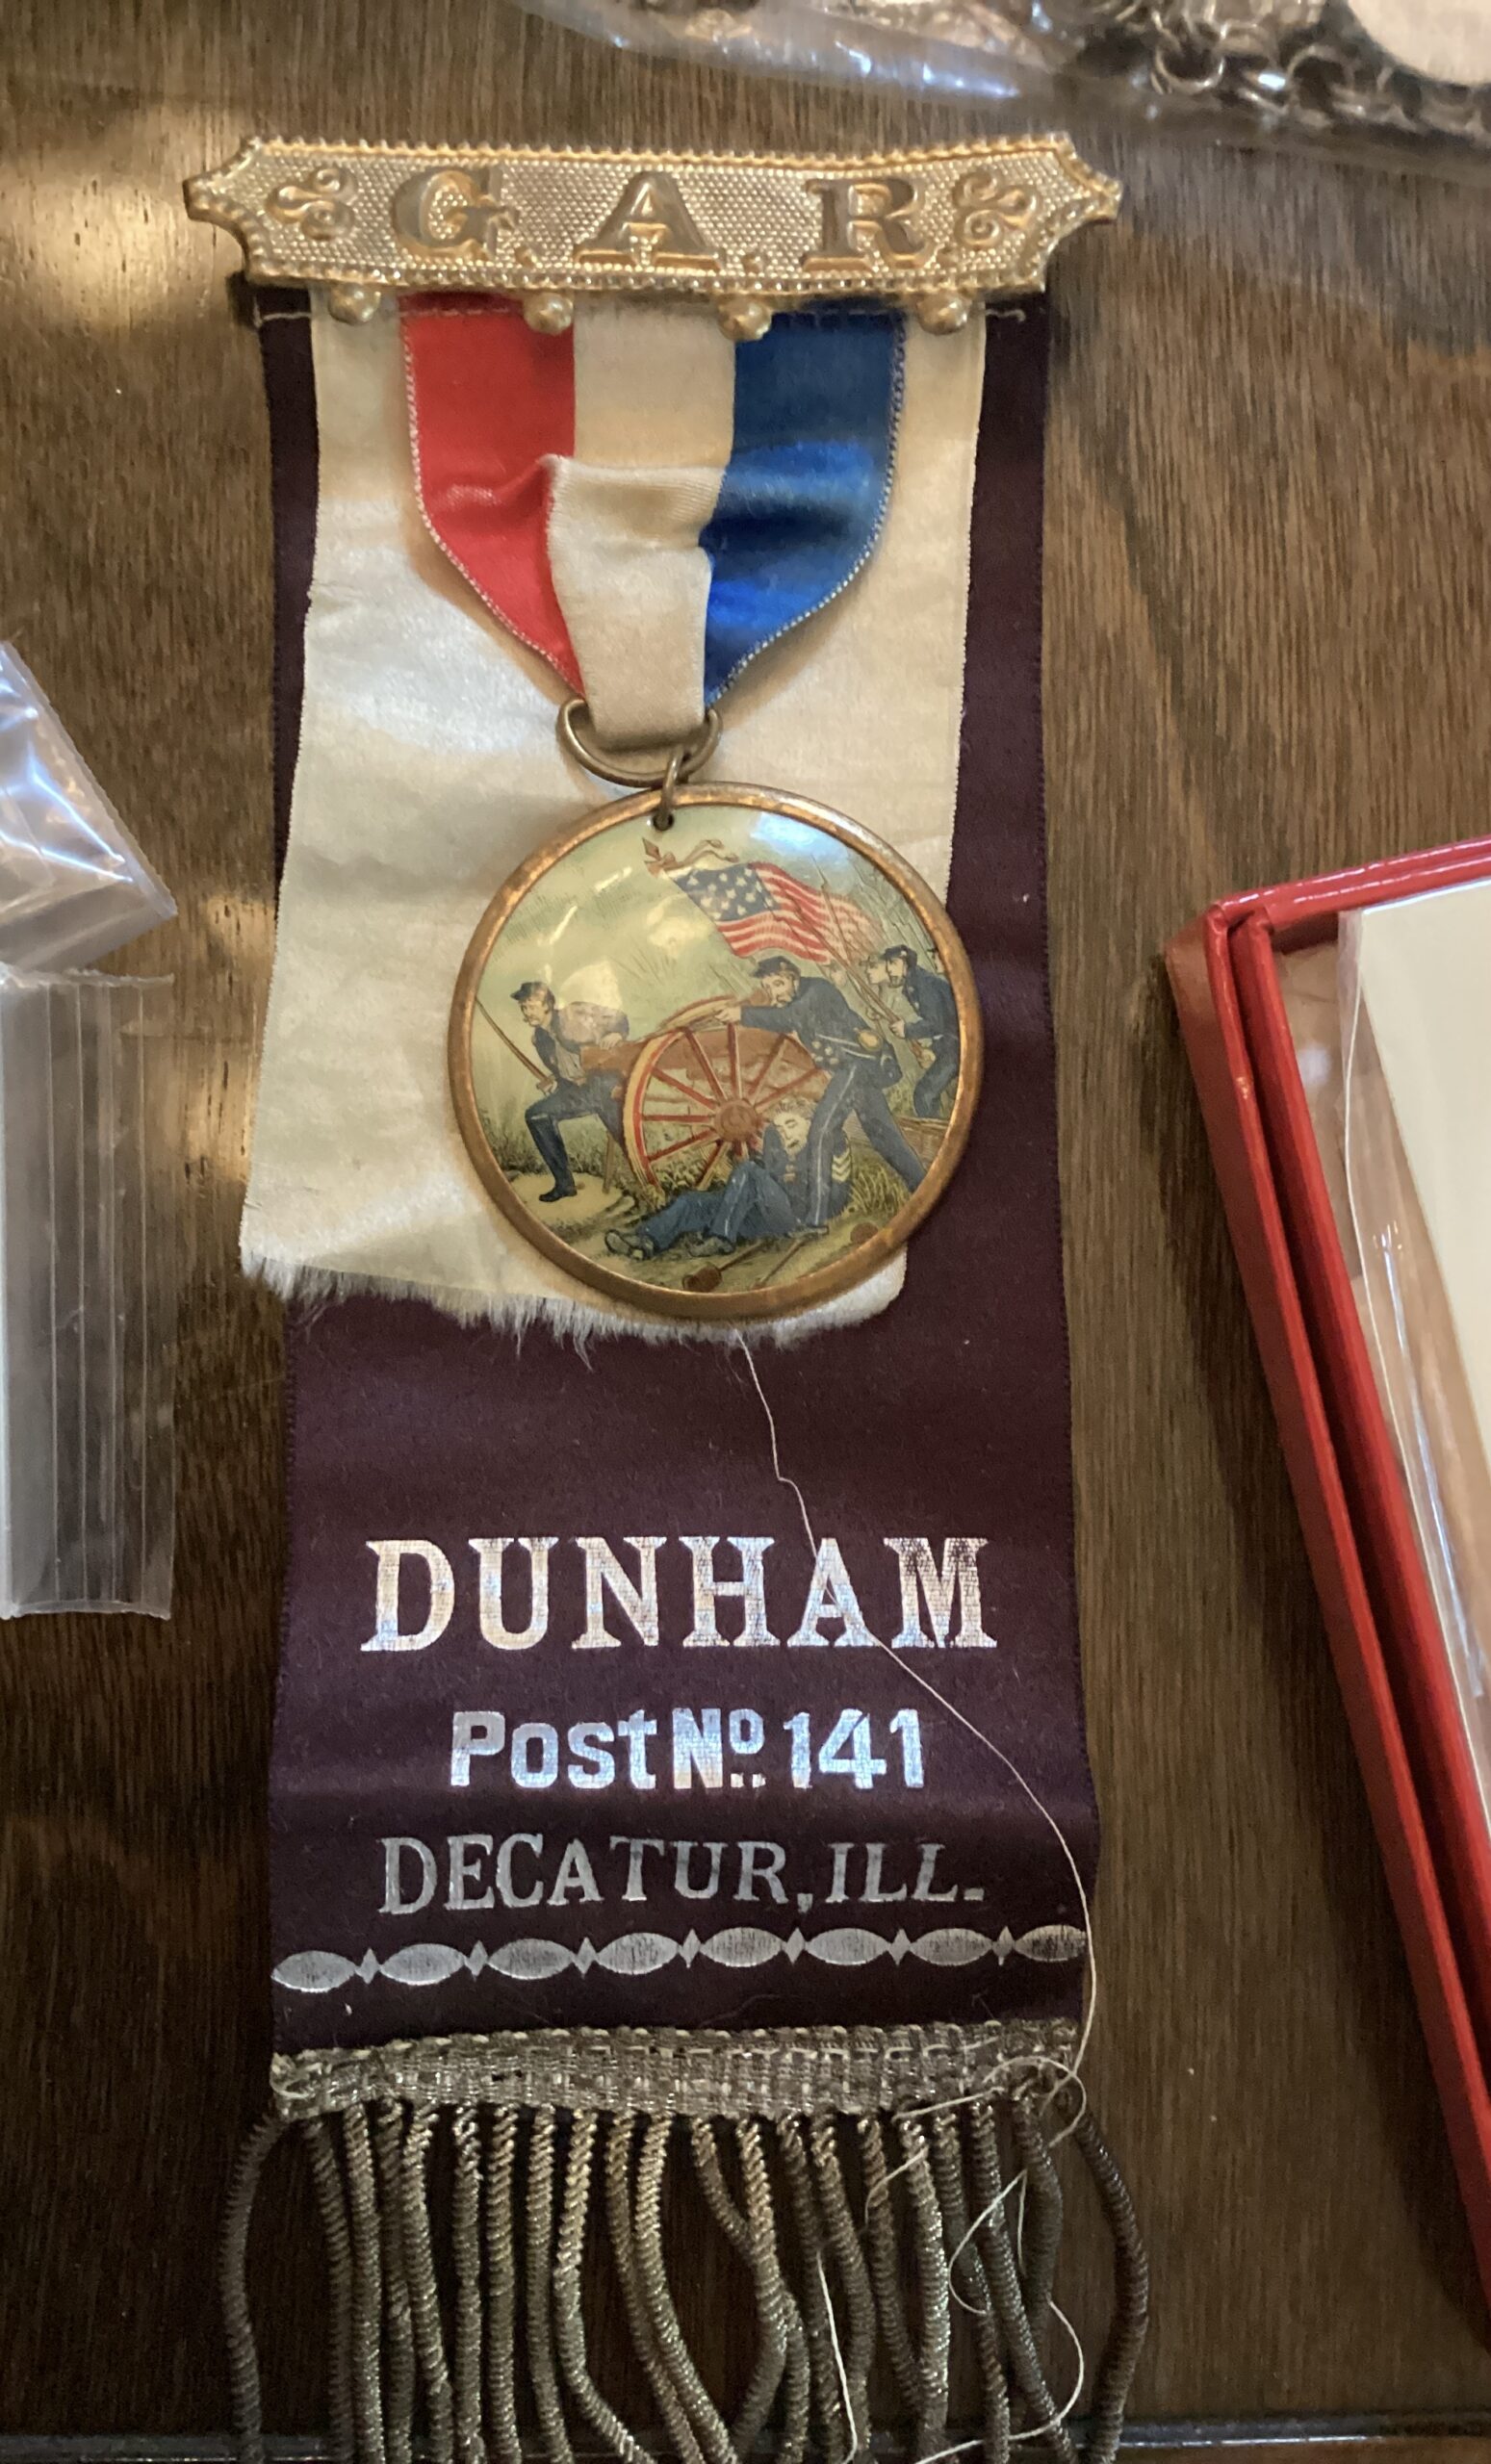 G.A.R.
DUNHAM
Post No. 141
DECATUR, ILL.